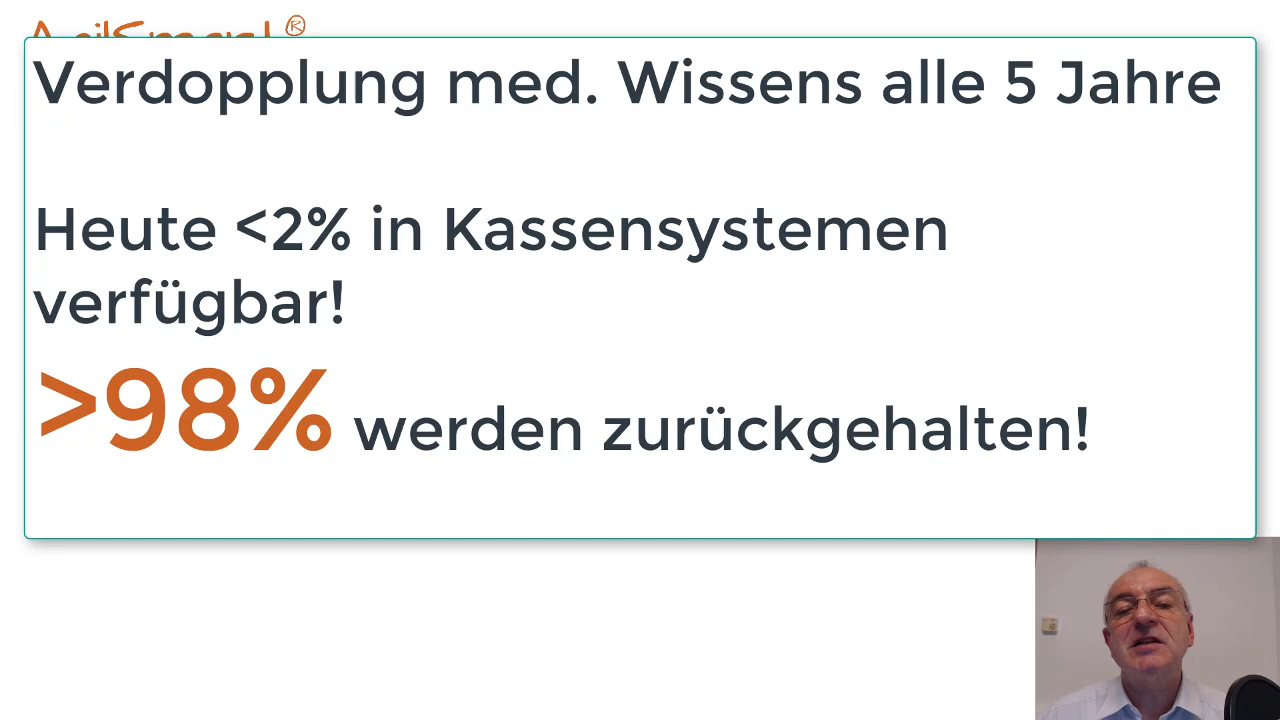 Verdopplung med. Wissens alle 5 Jahre
Heute <2% in Kassensystemen
verfügbar!
>98% werden zurückgehalten!